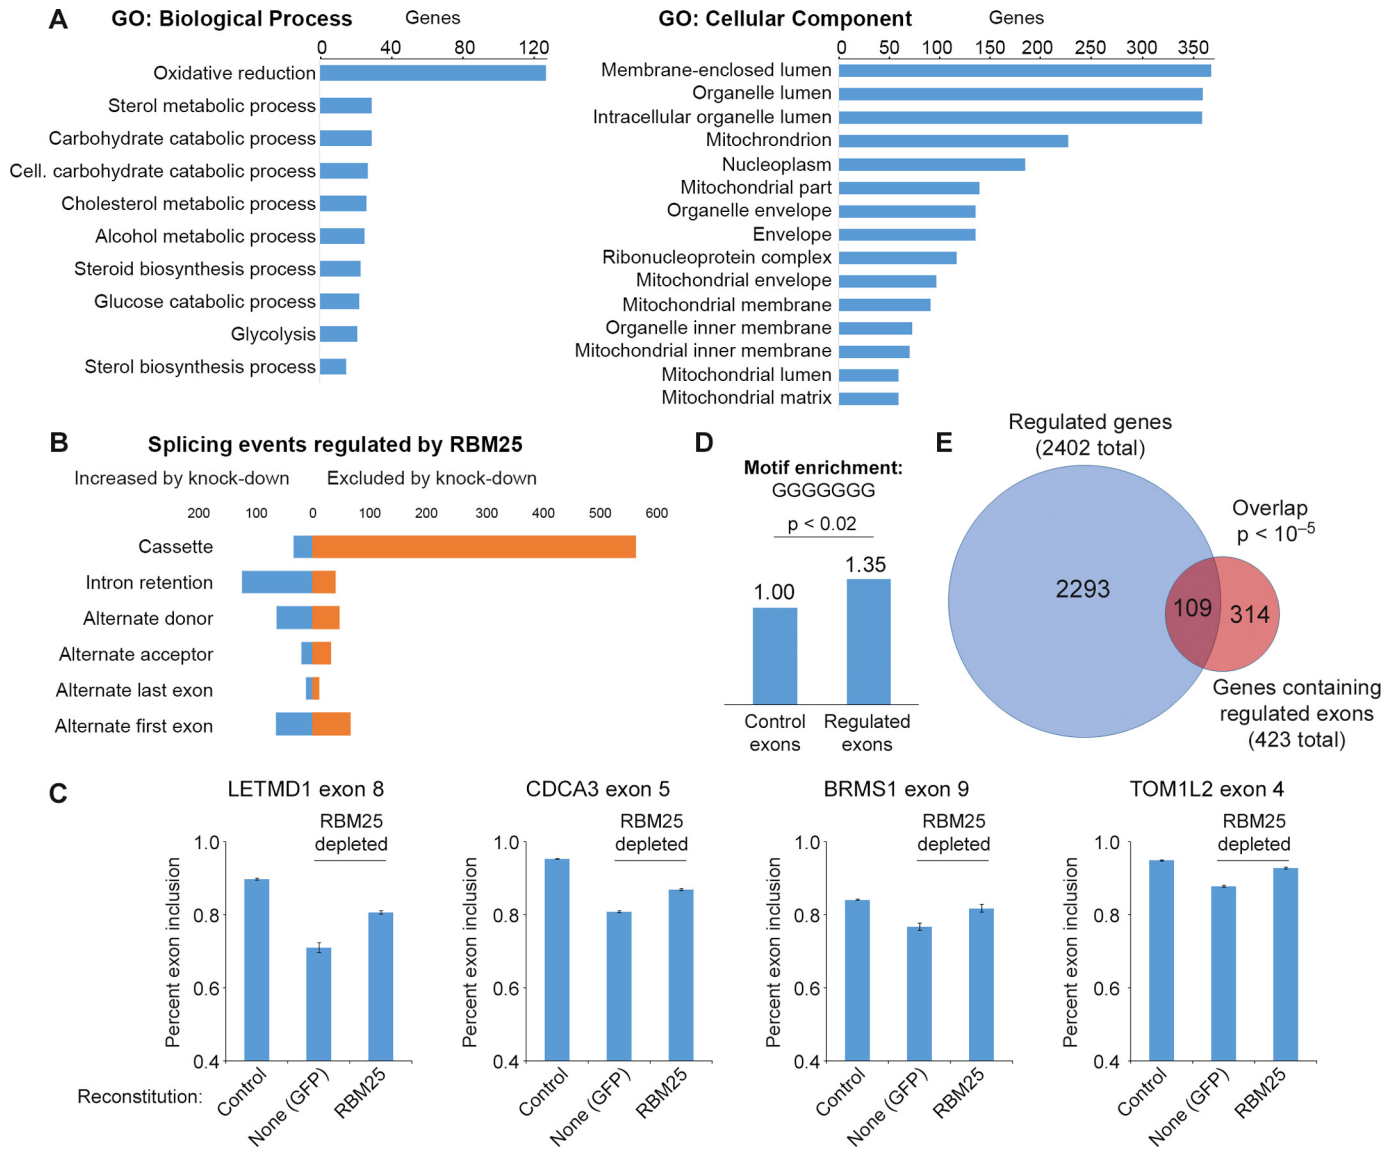 A
GO: Biological Process
Genes
0 40 80 120
Oxidative reduction
Sterol metabolic process
Carbohydrate catabolic process
Cell. carbohydrate catabolic process
Cholesterol metabolic process
Alcohol metabolic process
Steroid biosynthesis process
Glucose catabolic process
Glycolysis
Sterol biosynthesis process
GO: Cellular Component
Genes
0 50 100 150 200 250 300 350
Membrane-enclosed lumen
Organelle lumen
Intracellular organelle lumen
Mitochrondrion
Nucleoplasm
Mitochondrial part
Organelle envelope
Envelope
Ribonucleoprotein complex
Mitochondrial envelope
Mitochondrial membrane
Organelle inner membrane
Mitochondrial inner membrane
Mitochondrial lumen
Mitochondrial matrix
B
Splicing events regulated by RBM25
Increased by knock-down Excluded by knock-down
200 100 0 100 200 300 400 500 600
Cassette
Intron retention
Alternate donor
Alternate acceptor
Alternate last exon
Alternate first exon
D
Motif enrichment:
GGGGGGG
p < 0.02
1.00
1.35
Control
exons
Regulated
exons
E
Regulated genes
(2402 total)
Overlap
p < 10–5
2293
109
314
Genes containing
regulated exons
(423 total)
C
LETMD1 exon 8
RBM25
depleted
Percent exon inclusion
1.0
0.8
0.6
0.4
Control
None (GFP)
RBM25
CDCA3 exon 5
RBM25
depleted
Percent exon inclusion
1.0
0.8
0.6
0.4
Control
None (GFP)
RBM25
BRMS1 exon 9
RBM25
depleted
Percent exon inclusion
1.0
0.8
0.6
0.4
Control
None (GFP)
RBM25
TOM1L2 exon 4
RBM25
depleted
Percent exon inclusion
1.0
0.8
0.6
0.4
Control
None (GFP)
RBM25
Reconstitution: